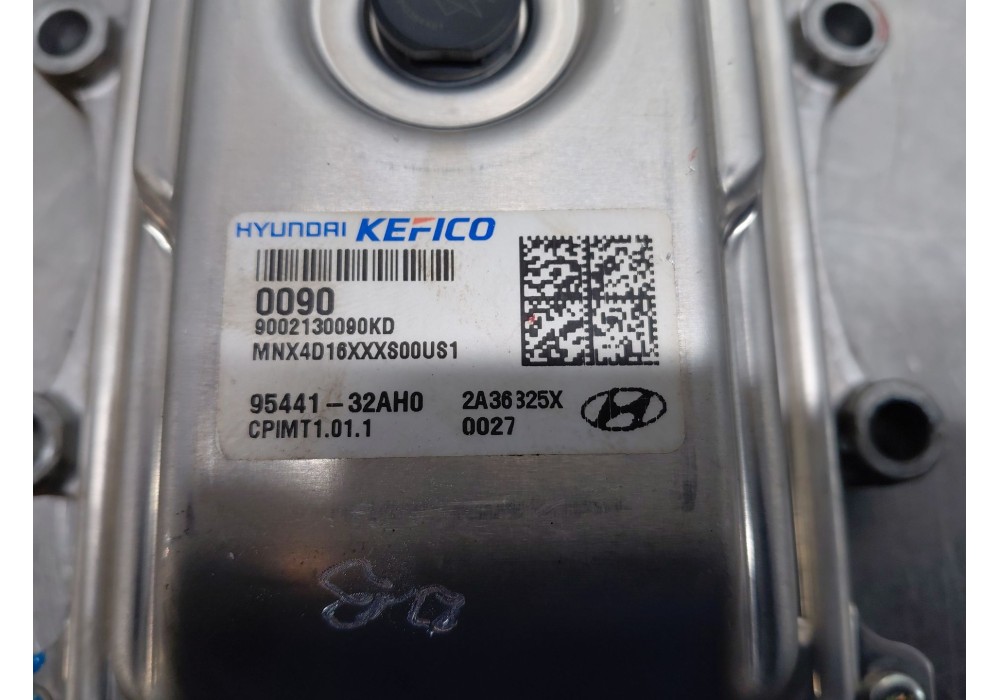 HYUNDAI KEFICO
0090
9002130090KD
MNX4D16XXXS00US1
95441-32AH0 2A36325X
CPIMT1.01.1 0027